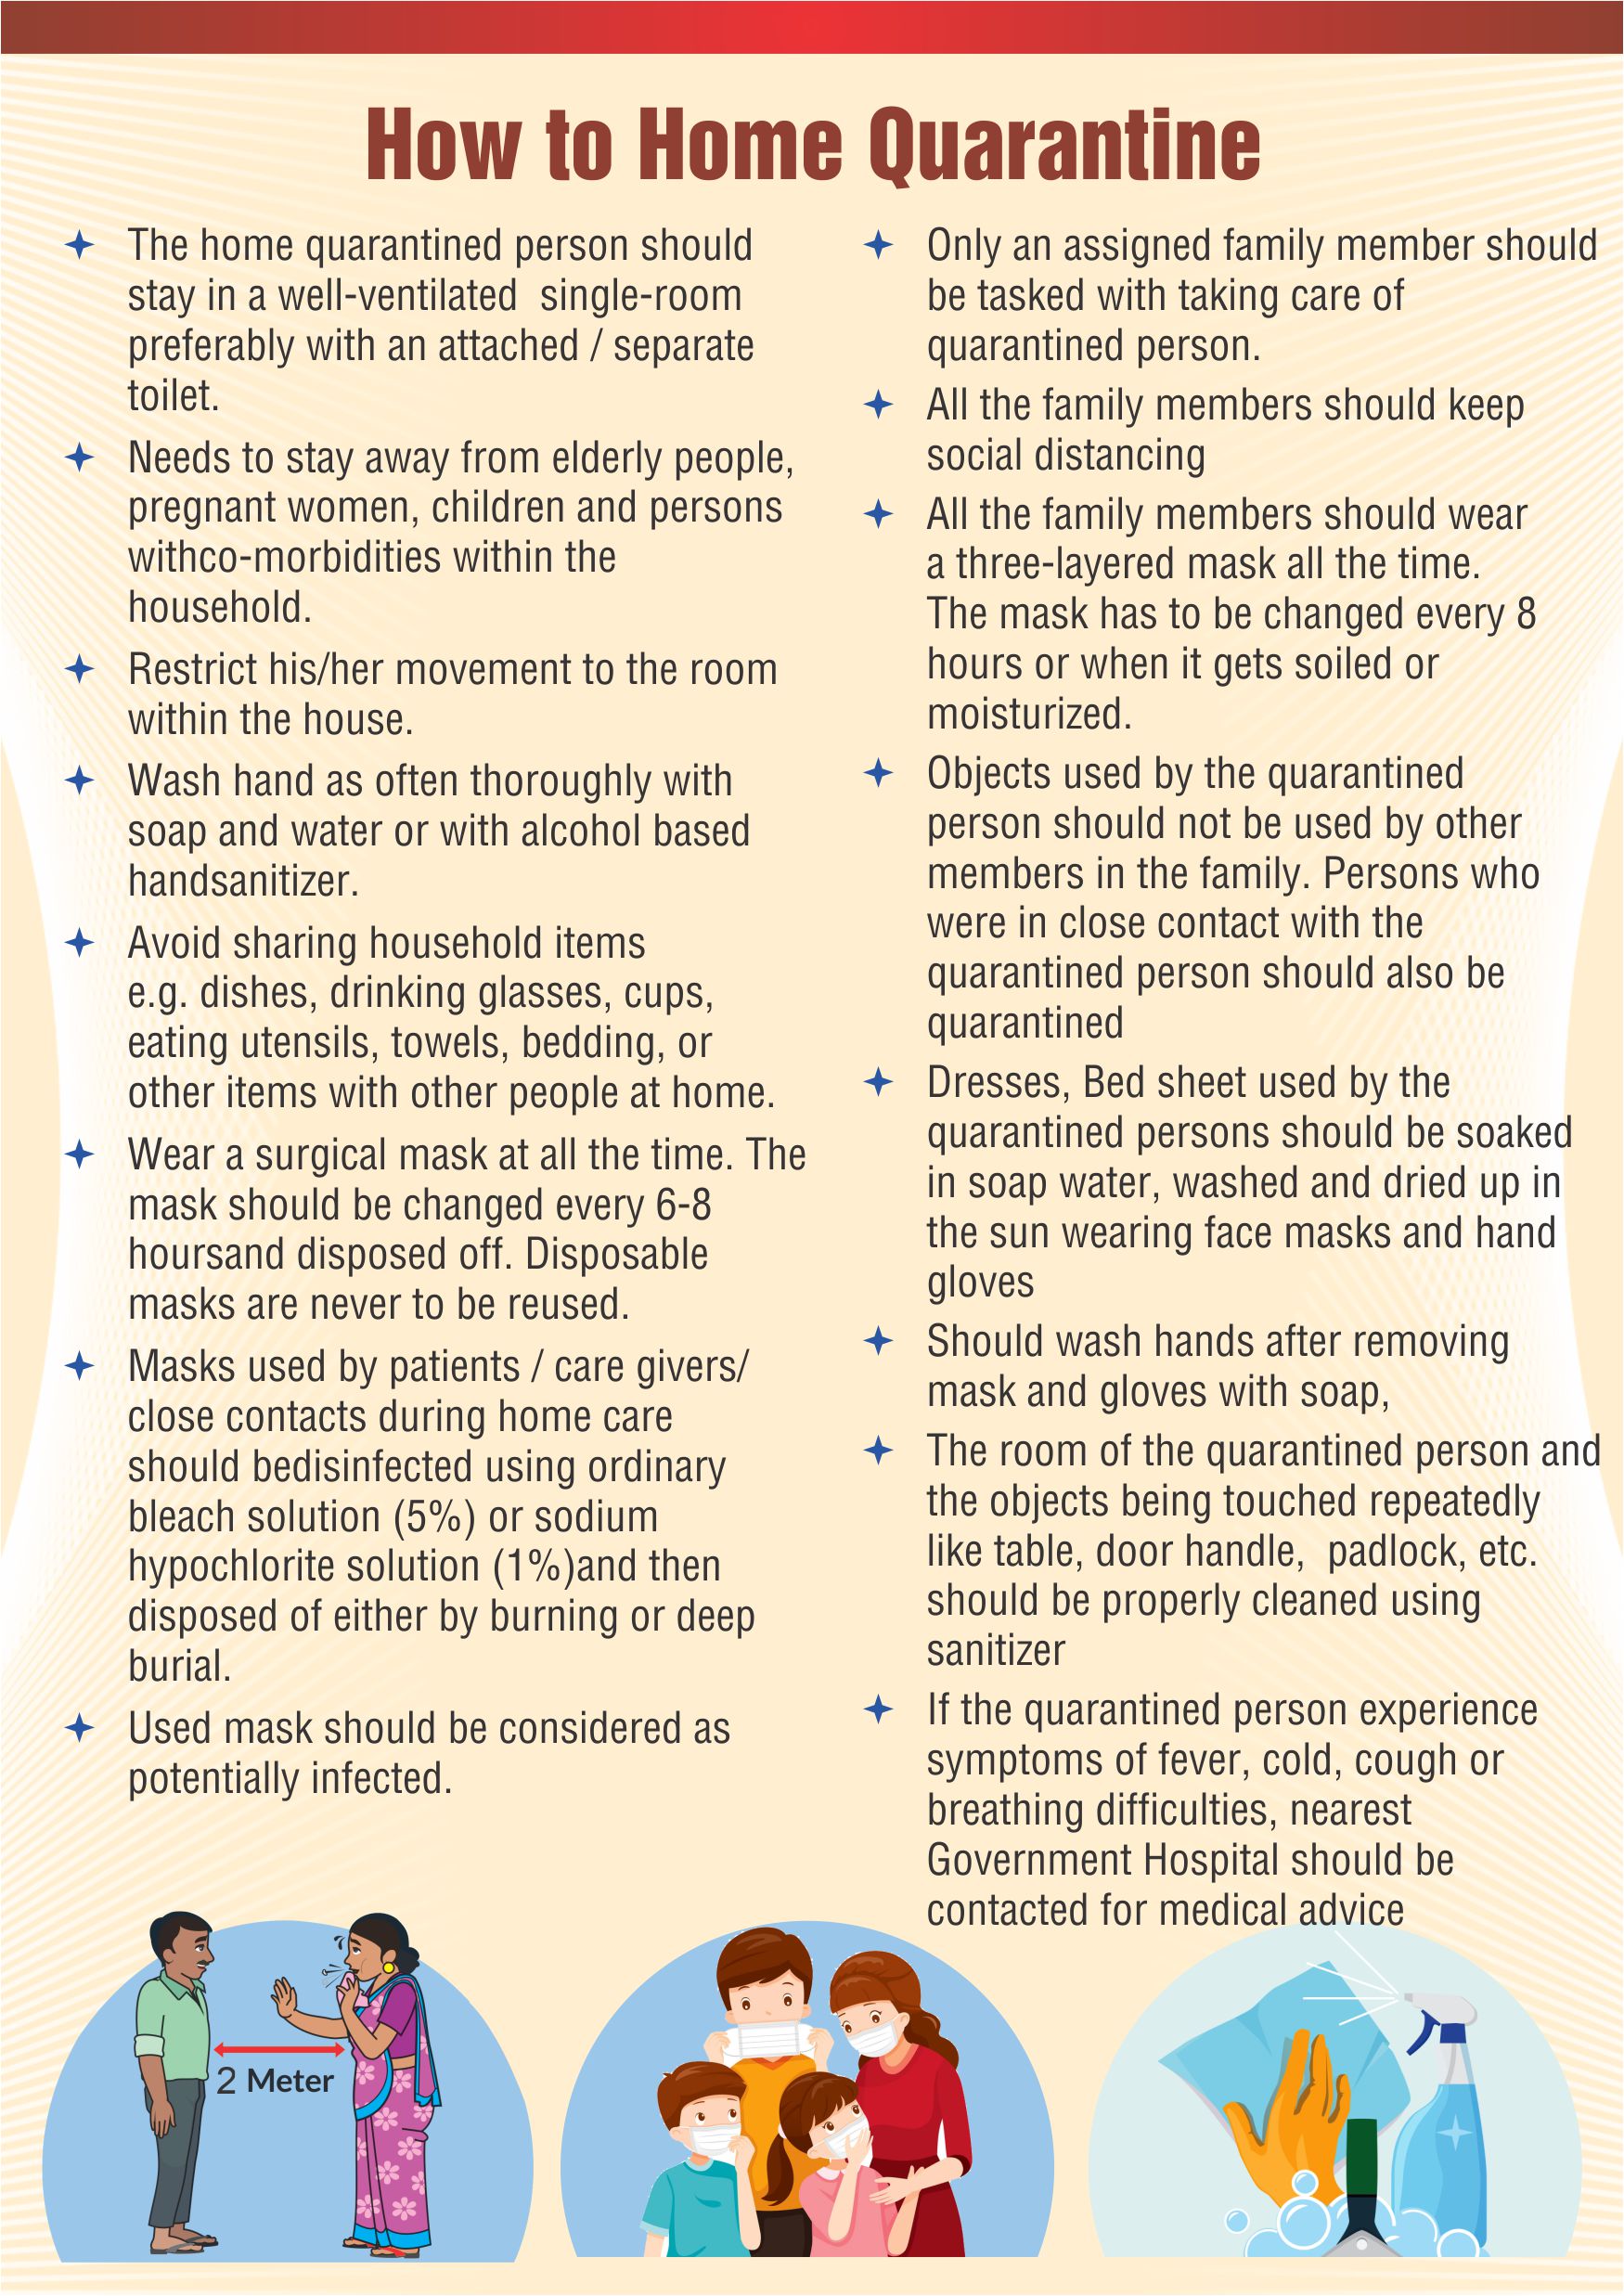 How to Home Quarantine
The home quarantined person should
stay in a well-ventilated  single-room
preferably with an attached / separate
toilet.
Needs to stay away from elderly people,
pregnant women, children and persons
withco-morbidities within the
household.
Restrict his/her movement to the room
within the house.
Wash hand as often thoroughly with
soap and water or with alcohol based
handsanitizer.
Avoid sharing household items
e.g. dishes, drinking glasses, cups,
eating utensils, towels, bedding, or
other items with other people at home.
Wear a surgical mask at all the time. The
mask should be changed every 6-8
hoursand disposed off. Disposable
masks are never to be reused.
Masks used by patients / care givers/
close contacts during home care
should bedisinfected using ordinary
bleach solution (5%) or sodium
hypochlorite solution (1%)and then
disposed of either by burning or deep
burial.
Used mask should be considered as
potentially infected.
Only an assigned family member should
be tasked with taking care of
quarantined person.
All the family members should keep
social distancing
All the family members should wear
a three-layered mask all the time.
The mask has to be changed every 8
hours or when it gets soiled or
moisturized.
Objects used by the quarantined
person should not be used by other
members in the family. Persons who
were in close contact with the
quarantined person should also be
quarantined
Dresses, Bed sheet used by the
quarantined persons should be soaked
in soap water, washed and dried up in
the sun wearing face masks and hand
gloves
Should wash hands after removing
mask and gloves with soap,
The room of the quarantined person and
the objects being touched repeatedly
like table, door handle,  padlock, etc.
should be properly cleaned using
sanitizer
If the quarantined person experience
symptoms of fever, cold, cough or
breathing difficulties, nearest
Government Hospital should be
contacted for medical advice
2 Meter